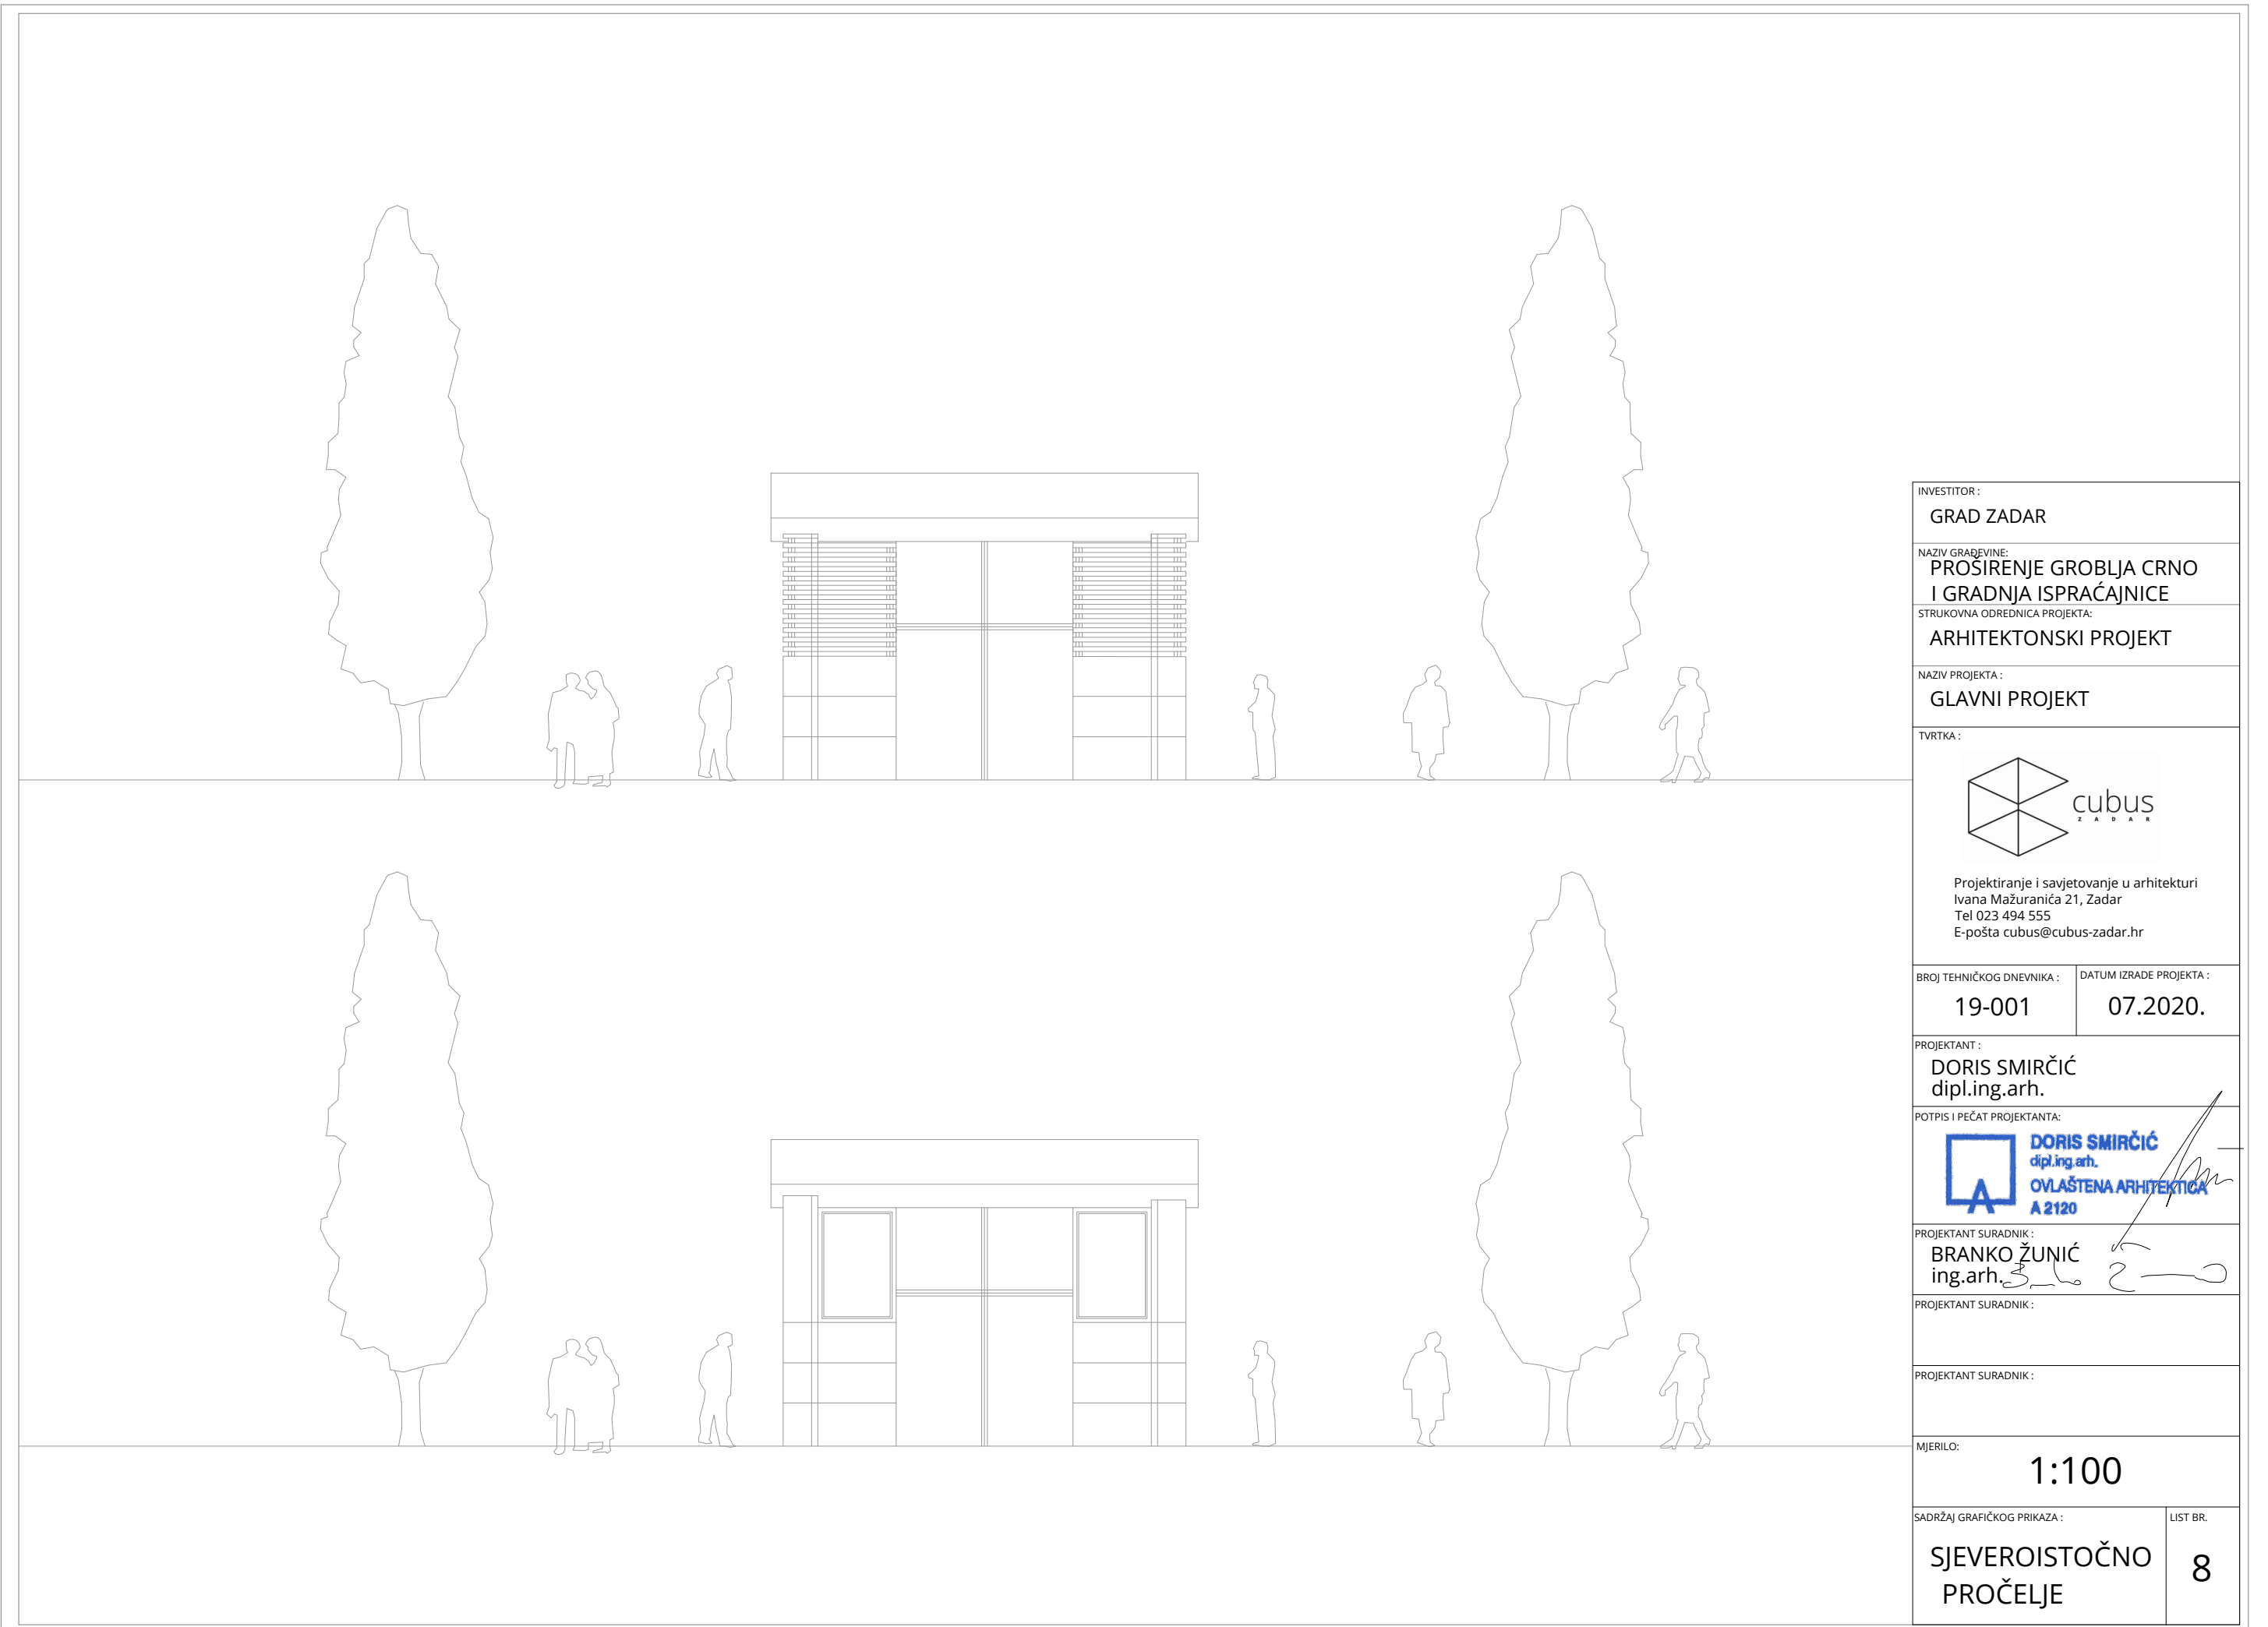 INVESTITOR :
GRAD ZADAR
NAZIV GRAĐEVINE:
PROŠIRENJE GROBLJA CRNO
I GRADNJA ISPRAĆAJNICE
STRUKOVNA ODREDNICA PROJEKTA:
ARHITEKTONSKI PROJEKT
NAZIV PROJEKTA :
GLAVNI PROJEKT
TVRTKA :
cubus
ZADAR
Projektiranje i savjetovanje u arhitekturi
Ivana Mažuranića 21, Zadar
Tel 023 494 555
E-pošta cubus@cubus-zadar.hr
BROJ TEHNIČKOG DNEVNIKA :
19-001
DATUM IZRADE PROJEKTA :
07.2020.
PROJEKTANT :
DORIS SMIRČIĆ
dipl.ing.arh.
POTPIS I PEČAT PROJEKTANTA:
DORIS SMIRČIĆ
dipl.ing.arh.
OVLAŠTENA ARHITEKTICA
A 2120
PROJEKTANT SURADNIK :
BRANKO ŽUNIĆ
ing.arh.
PROJEKTANT SURADNIK :
PROJEKTANT SURADNIK :
MJERILO:
1:100
SADRŽAJ GRAFIČKOG PRIKAZA :
SJEVEROISTOČNO
PROČELJE
LIST BR.
8